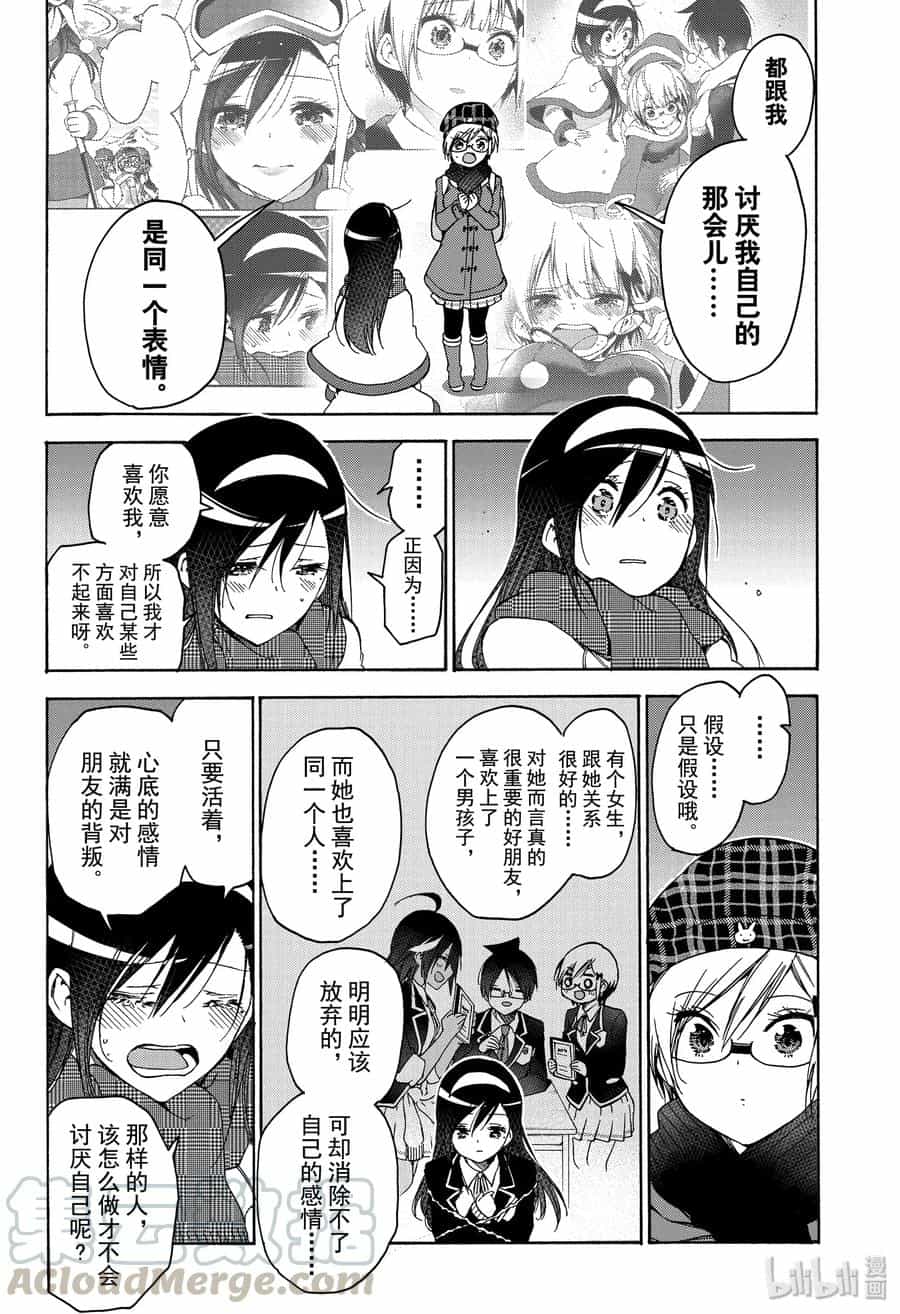 都跟我
讨厌我自己的
那会儿……
是同一个表情。
……
正因为……
你愿意
喜欢我，
所以我才
对自己某些
方面喜欢
不起来呀。
……
假设……
只是假设哦。
有个女生，
跟她关系
很好的……
对她而言真的
很重要的好朋友，
喜欢上了
一个男孩子，
而她也喜欢上了
同一个人……
明明应该
放弃的，
可却消除不了
自己的感情……
只要活着，
心底的感情
就满是对
朋友的背叛。
那样的人，
该怎么做才不会
讨厌自己呢？
集云数据
ACloudMerge.com
bilibili
漫画